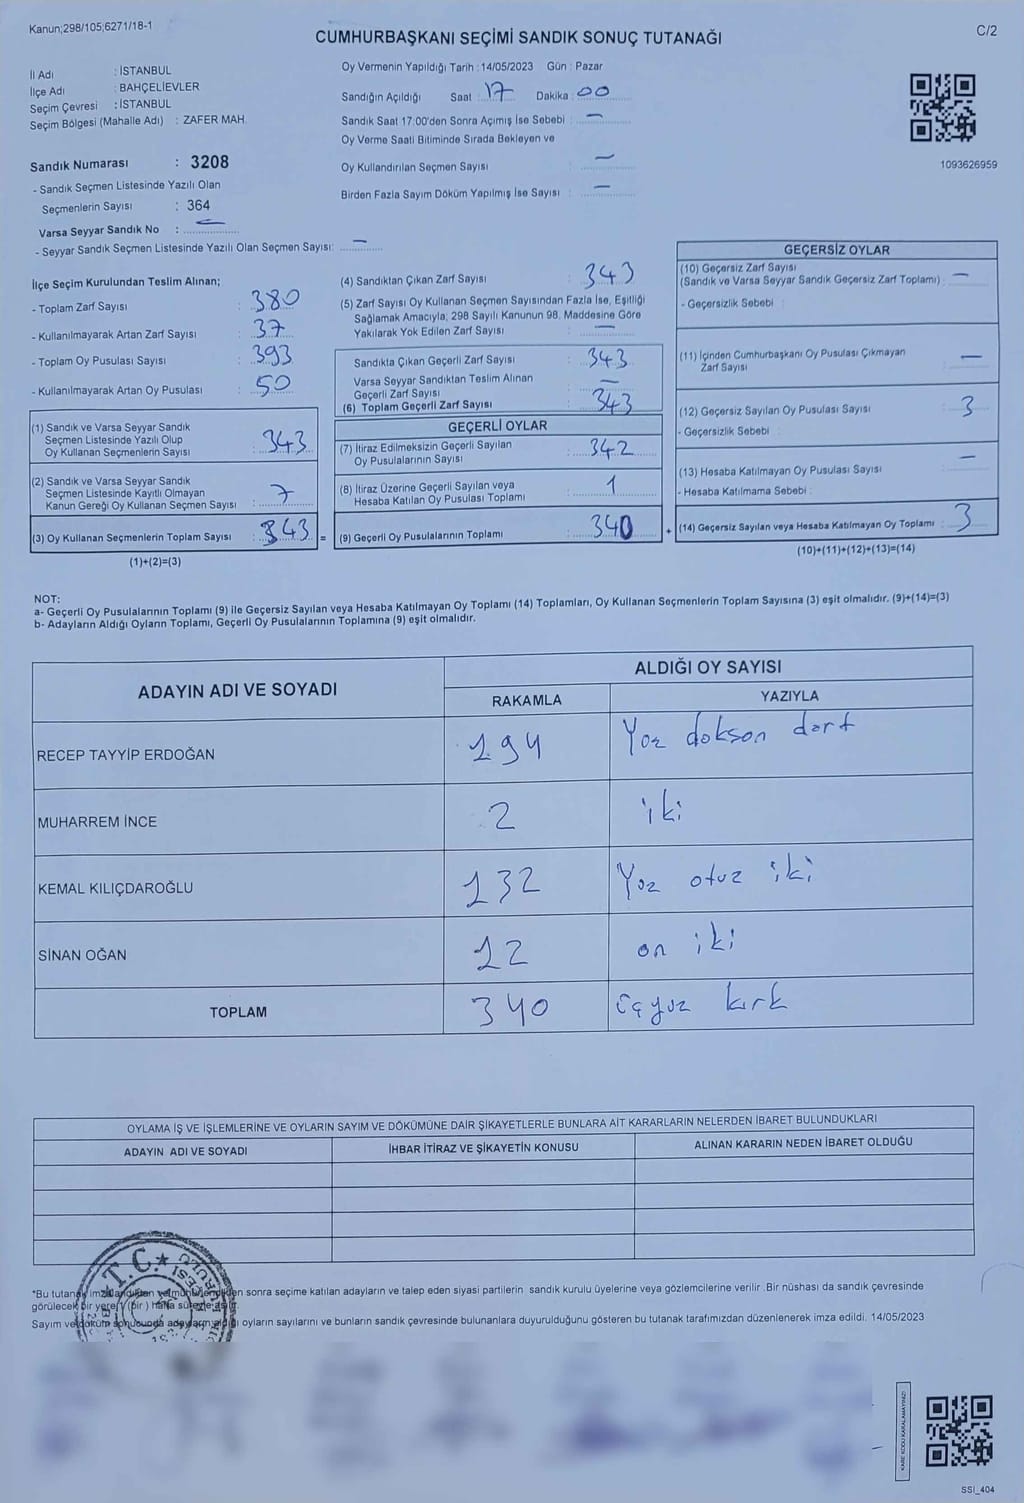 Kanun;298/105;6271/18-1
C/2
CUMHURBAŞKANI SEÇİMİ SANDIK SONUÇ TUTANAĞI
İl Adı : İSTANBUL
İlçe Adı : BAHÇELİEVLER
Seçim Çevresi : İSTANBUL
Seçim Bölgesi (Mahalle Adı) : ZAFER MAH.
Sandık Numarası : 3208
- Sandık Seçmen Listesinde Yazılı Olan
Seçmenlerin Sayısı : 364
Varsa Seyyar Sandık No : —
- Seyyar Sandık Seçmen Listesinde Yazılı Olan Seçmen Sayısı: —
Oy Vermenin Yapıldığı Tarih : 14/05/2023 Gün : Pazar
Sandığın Açıldığı Saat : 17 Dakika : 00
Sandık Saat 17.00'den Sonra Açımış İse Sebebi : —
Oy Verme Saati Bitiminde Sırada Bekleyen ve
Oy Kullandırılan Seçmen Sayısı : —
Birden Fazla Sayım Döküm Yapılmış İse Sayısı : —
1093626959
İlçe Seçim Kurulundan Teslim Alınan;
- Toplam Zarf Sayısı : 380
- Kullanılmayarak Artan Zarf Sayısı : 37
- Toplam Oy Pusulası Sayısı : 393
- Kullanılmayarak Artan Oy Pusulası : 50
(1) Sandık ve Varsa Seyyar Sandık
Seçmen Listesinde Yazılı Olup
Oy Kullanan Seçmenlerin Sayısı : 343
(2) Sandık ve Varsa Seyyar Sandık
Seçmen Listesinde Kayıtlı Olmayan
Kanun Gereği Oy Kullanan Seçmen Sayısı : 7
(3) Oy Kullanan Seçmenlerin Toplam Sayısı : 343 =
(1)+(2)=(3)
(4) Sandıktan Çıkan Zarf Sayısı : 343
(5) Zarf Sayısı Oy Kullanan Seçmen Sayısından Fazla İse, Eşitliği
Sağlamak Amacıyla; 298 Sayılı Kanunun 98. Maddesine Göre
Yakılarak Yok Edilen Zarf Sayısı : —
Sandıkta Çıkan Geçerli Zarf Sayısı : 343
Varsa Seyyar Sandıktan Teslim Alınan
Geçerli Zarf Sayısı : —
(6) Toplam Geçerli Zarf Sayısı : 343
GEÇERLİ OYLAR
(7) İtiraz Edilmeksizin Geçerli Sayılan
Oy Pusulalarının Sayısı : 342
(8) İtiraz Üzerine Geçerli Sayılan veya
Hesaba Katılan Oy Pusulası Toplamı : 1
(9) Geçerli Oy Pusulalarının Toplamı : 340 +
GEÇERSİZ OYLAR
(10) Geçersiz Zarf Sayısı
(Sandık ve Varsa Seyyar Sandık Geçersiz Zarf Toplamı) : —
- Geçersizlik Sebebi :
(11) İçinden Cumhurbaşkanı Oy Pusulası Çıkmayan
Zarf Sayısı : —
(12) Geçersiz Sayılan Oy Pusulası Sayısı : 3
- Geçersizlik Sebebi :
(13) Hesaba Katılmayan Oy Pusulası Sayısı : —
- Hesaba Katılmama Sebebi :
(14) Geçersiz Sayılan veya Hesaba Katılmayan Oy Toplamı : 3
(10)+(11)+(12)+(13)=(14)
NOT:
a- Geçerli Oy Pusulalarının Toplamı (9) ile Geçersiz Sayılan veya Hesaba Katılmayan Oy Toplamı (14) Toplamları, Oy Kullanan Seçmenlerin Toplam Sayısına (3) eşit olmalıdır. (9)+(14)=(3)
b- Adayların Aldığı Oyların Toplamı, Geçerli Oy Pusulalarının Toplamına (9) eşit olmalıdır.
ADAYIN ADI VE SOYADI
ALDIĞI OY SAYISI
RAKAMLA YAZIYLA
RECEP TAYYİP ERDOĞAN 194 Yüz doksan dört
MUHARREM İNCE 2 iki
KEMAL KILIÇDAROĞLU 132 Yüz otuz iki
SİNAN OĞAN 12 on iki
TOPLAM 340 üçyüz kırk
OYLAMA İŞ VE İŞLEMLERİNE VE OYLARIN SAYIM VE DÖKÜMÜNE DAİR ŞİKAYETLERLE BUNLARA AİT KARARLARIN NELERDEN İBARET BULUNDUKLARI
ADAYIN ADI VE SOYADI İHBAR İTİRAZ VE ŞİKAYETİN KONUSU ALINAN KARARIN NEDEN İBARET OLDUĞU
T.C.
*Bu tutanak imzalandıktan ve mühürlendikten sonra seçime katılan adayların ve talep eden siyasi partilerin sandık kurulu üyelerine veya gözlemcilerine verilir. Bir nüshası da sandık çevresinde
görülecek bir yere 1 (bir) hafta süreyle asılır.
Sayım ve döküm sonucunda adayların aldığı oyların sayılarını ve bunların sandık çevresinde bulunanlara duyurulduğunu gösteren bu tutanak tarafımızdan düzenlenerek imza edildi. 14/05/2023
KARE KODU KARALAMAYINIZ!
SSI_404